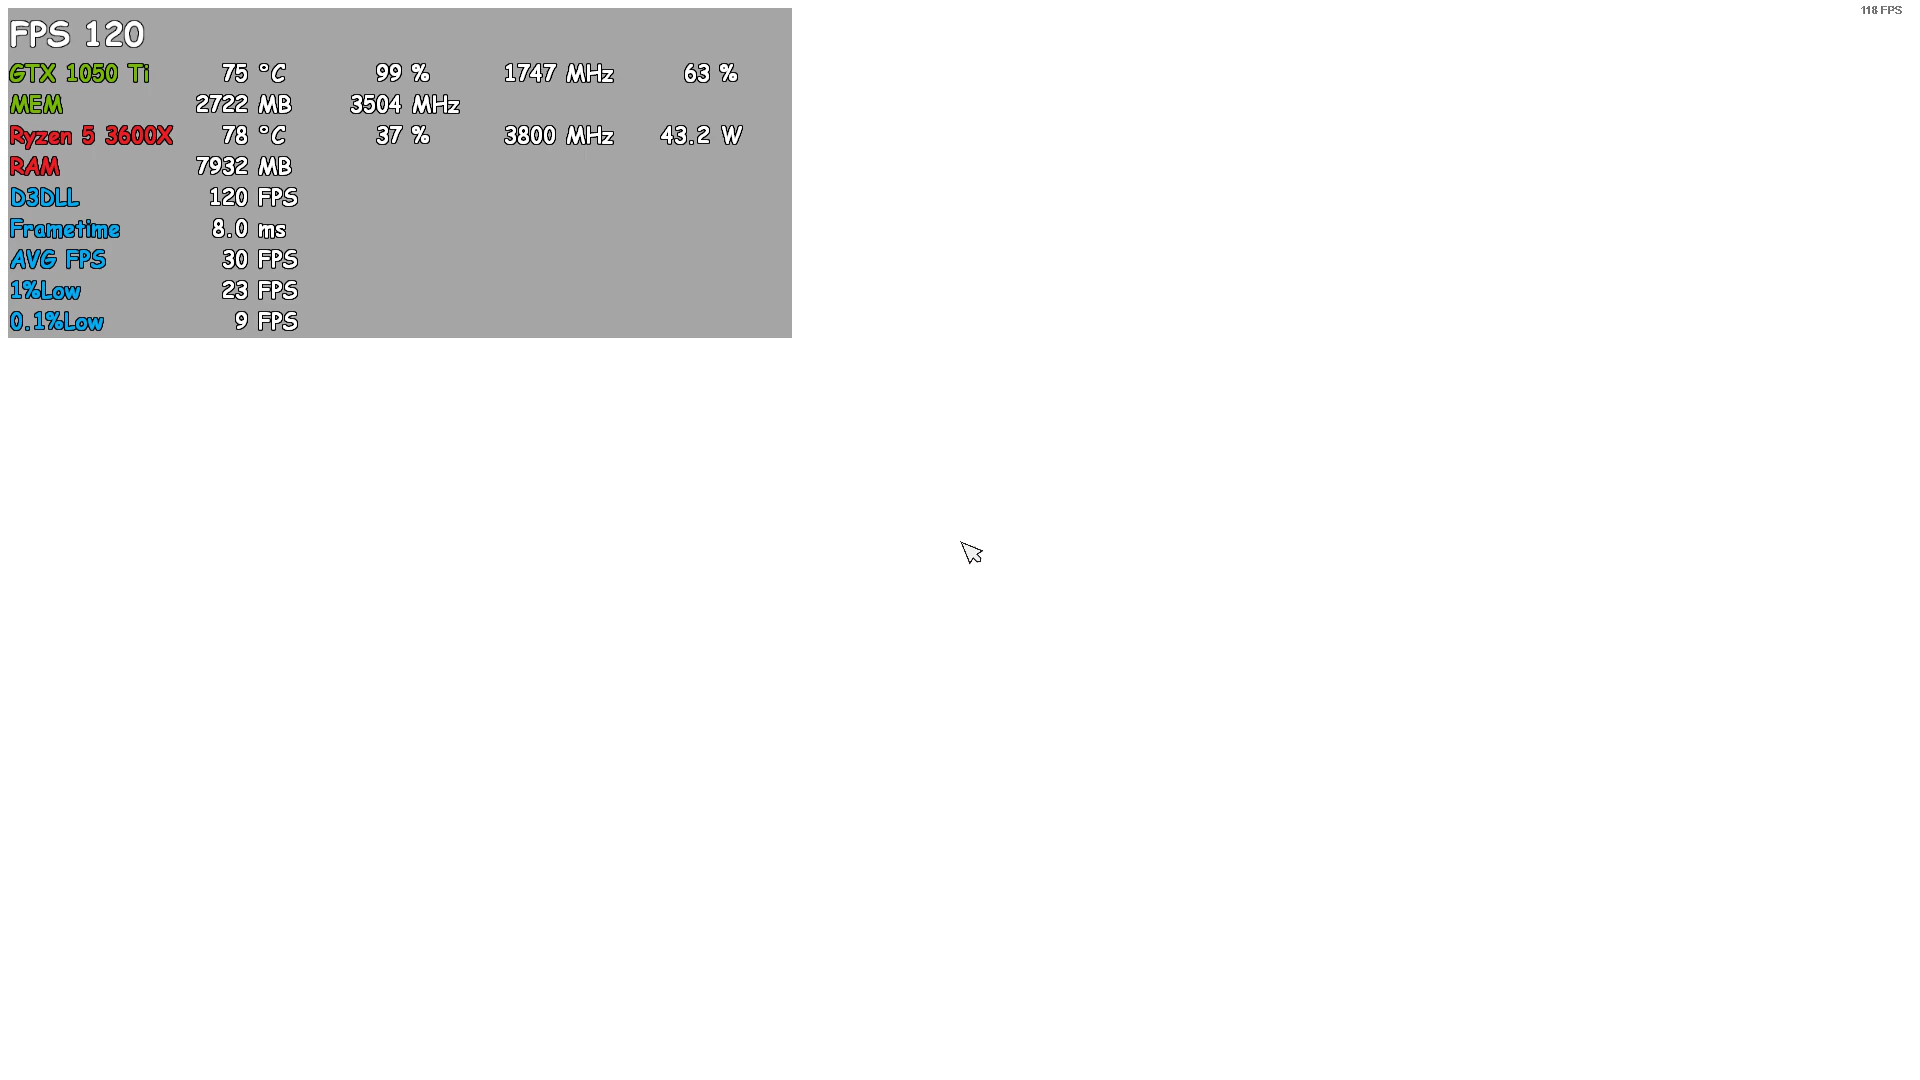 118 FPS
FPS 120
GTX 1050 Ti 75 °C 99 % 1747 MHz 63 %
MEM 2722 MB 3504 MHz
Ryzen 5 3600X 78 °C 37 % 3800 MHz 43.2 W
RAM 7932 MB
D3DLL 120 FPS
Frametime 8.0 ms
AVG FPS 30 FPS
1%Low 23 FPS
0.1%Low 9 FPS